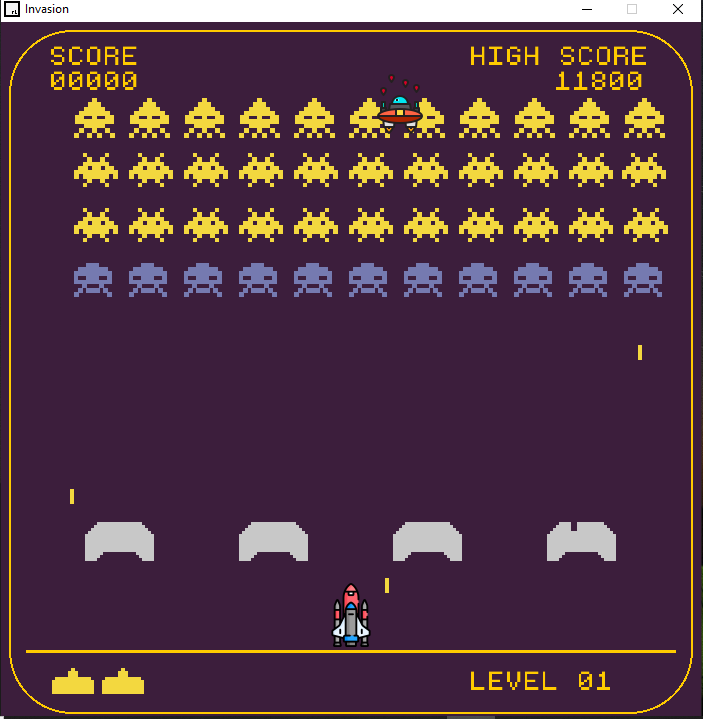 Invasion
SCORE
HIGH SCORE
00000
11800
LEVEL 01